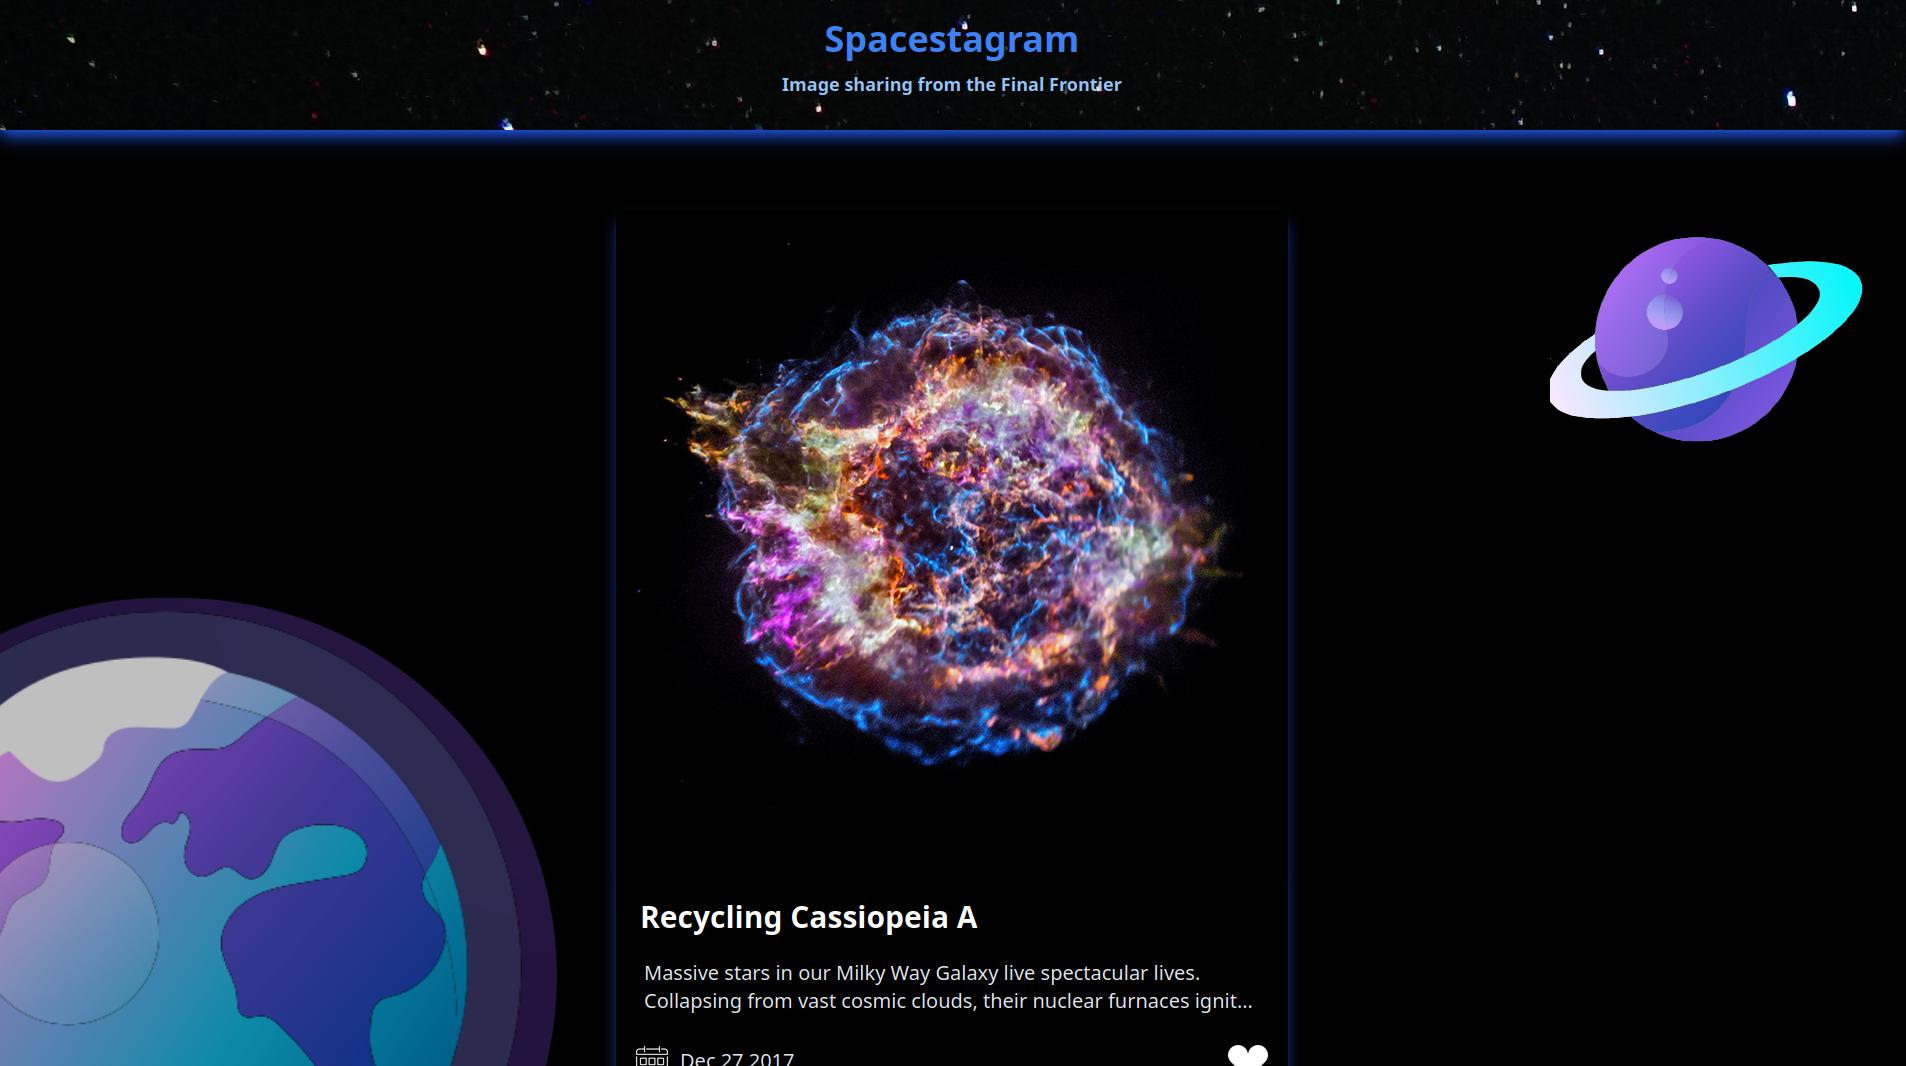 Spacestagram
Image sharing from the Final Frontier
Recycling Cassiopeia A
Massive stars in our Milky Way Galaxy live spectacular lives.
Collapsing from vast cosmic clouds, their nuclear furnaces ignit...
Dec 27 2017